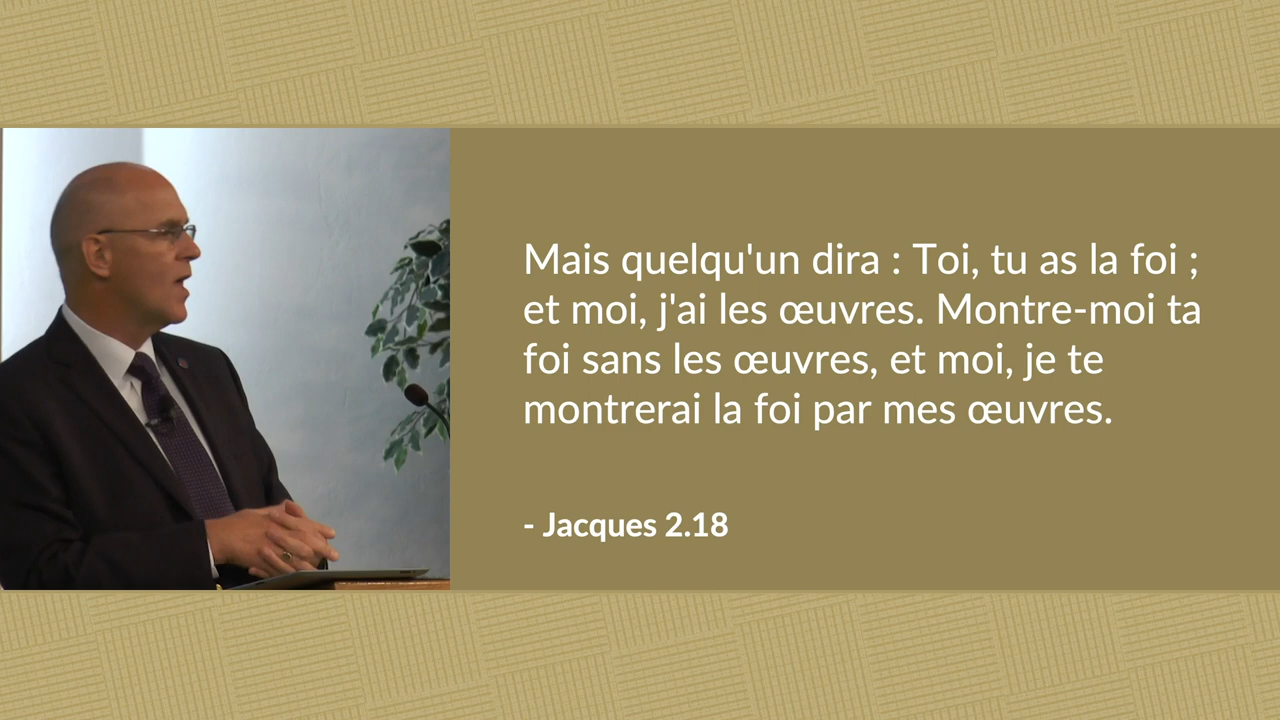 Mais quelqu'un dira : Toi, tu as la foi ;
et moi, j'ai les œuvres. Montre-moi ta
foi sans les œuvres, et moi, je te
montrerai la foi par mes œuvres.
- Jacques 2.18